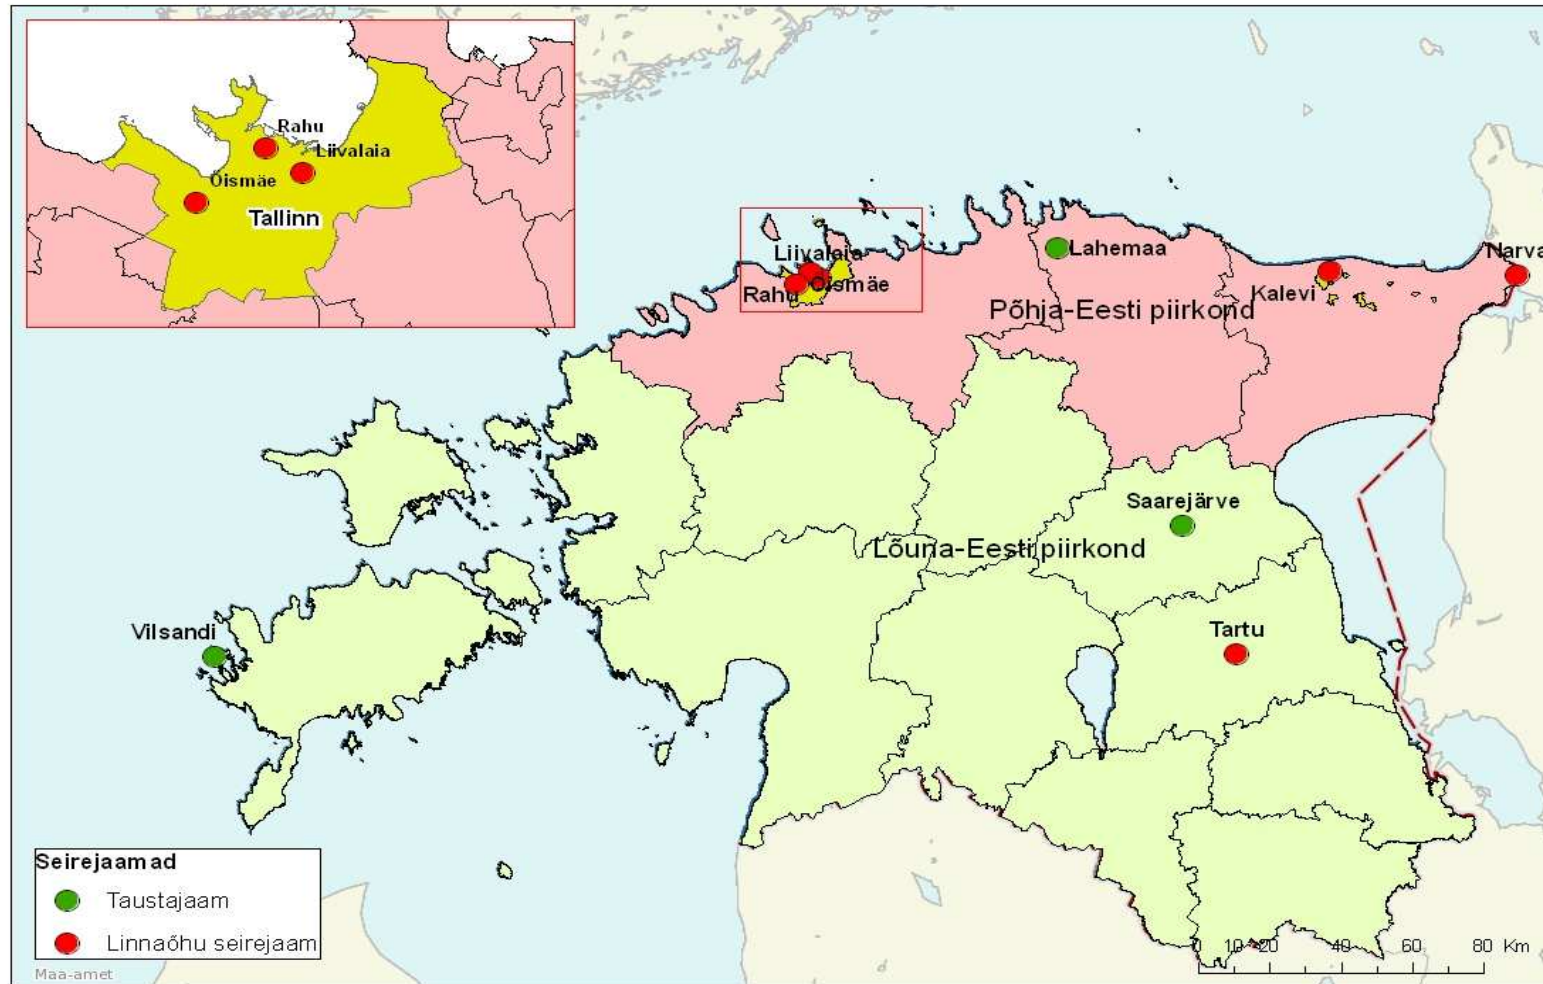 Rahu
Liivalaia
Õismäe
Tallinn
Liivalaia
Rahu
Õismäe
Lahemaa
Kalevi
Narva
Põhja-Eesti piirkond
Saarejärve
Lõuna-Eesti piirkond
Vilsandi
Tartu
Seirejaamad
Taustajaam
Linnaõhu seirejaam
Maa-amet
0 10 20 40 60 80 Km